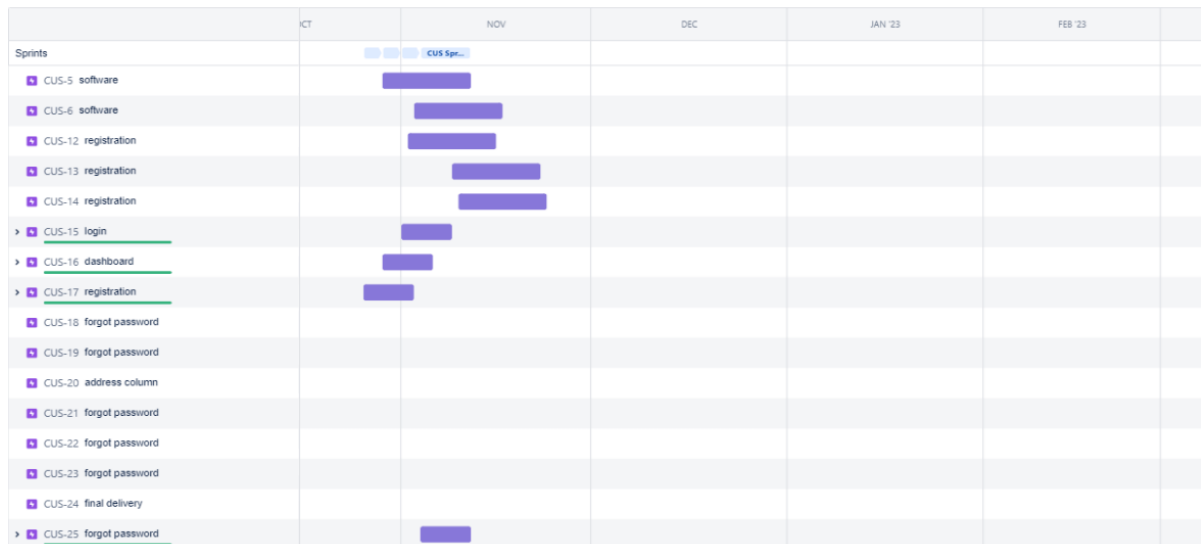 OCT NOV DEC JAN '23 FEB '23
Sprints CUS Spr...
CUS-5 software
CUS-6 software
CUS-12 registration
CUS-13 registration
CUS-14 registration
CUS-15 login
CUS-16 dashboard
CUS-17 registration
CUS-18 forgot password
CUS-19 forgot password
CUS-20 address column
CUS-21 forgot password
CUS-22 forgot password
CUS-23 forgot password
CUS-24 final delivery
CUS-25 forgot password